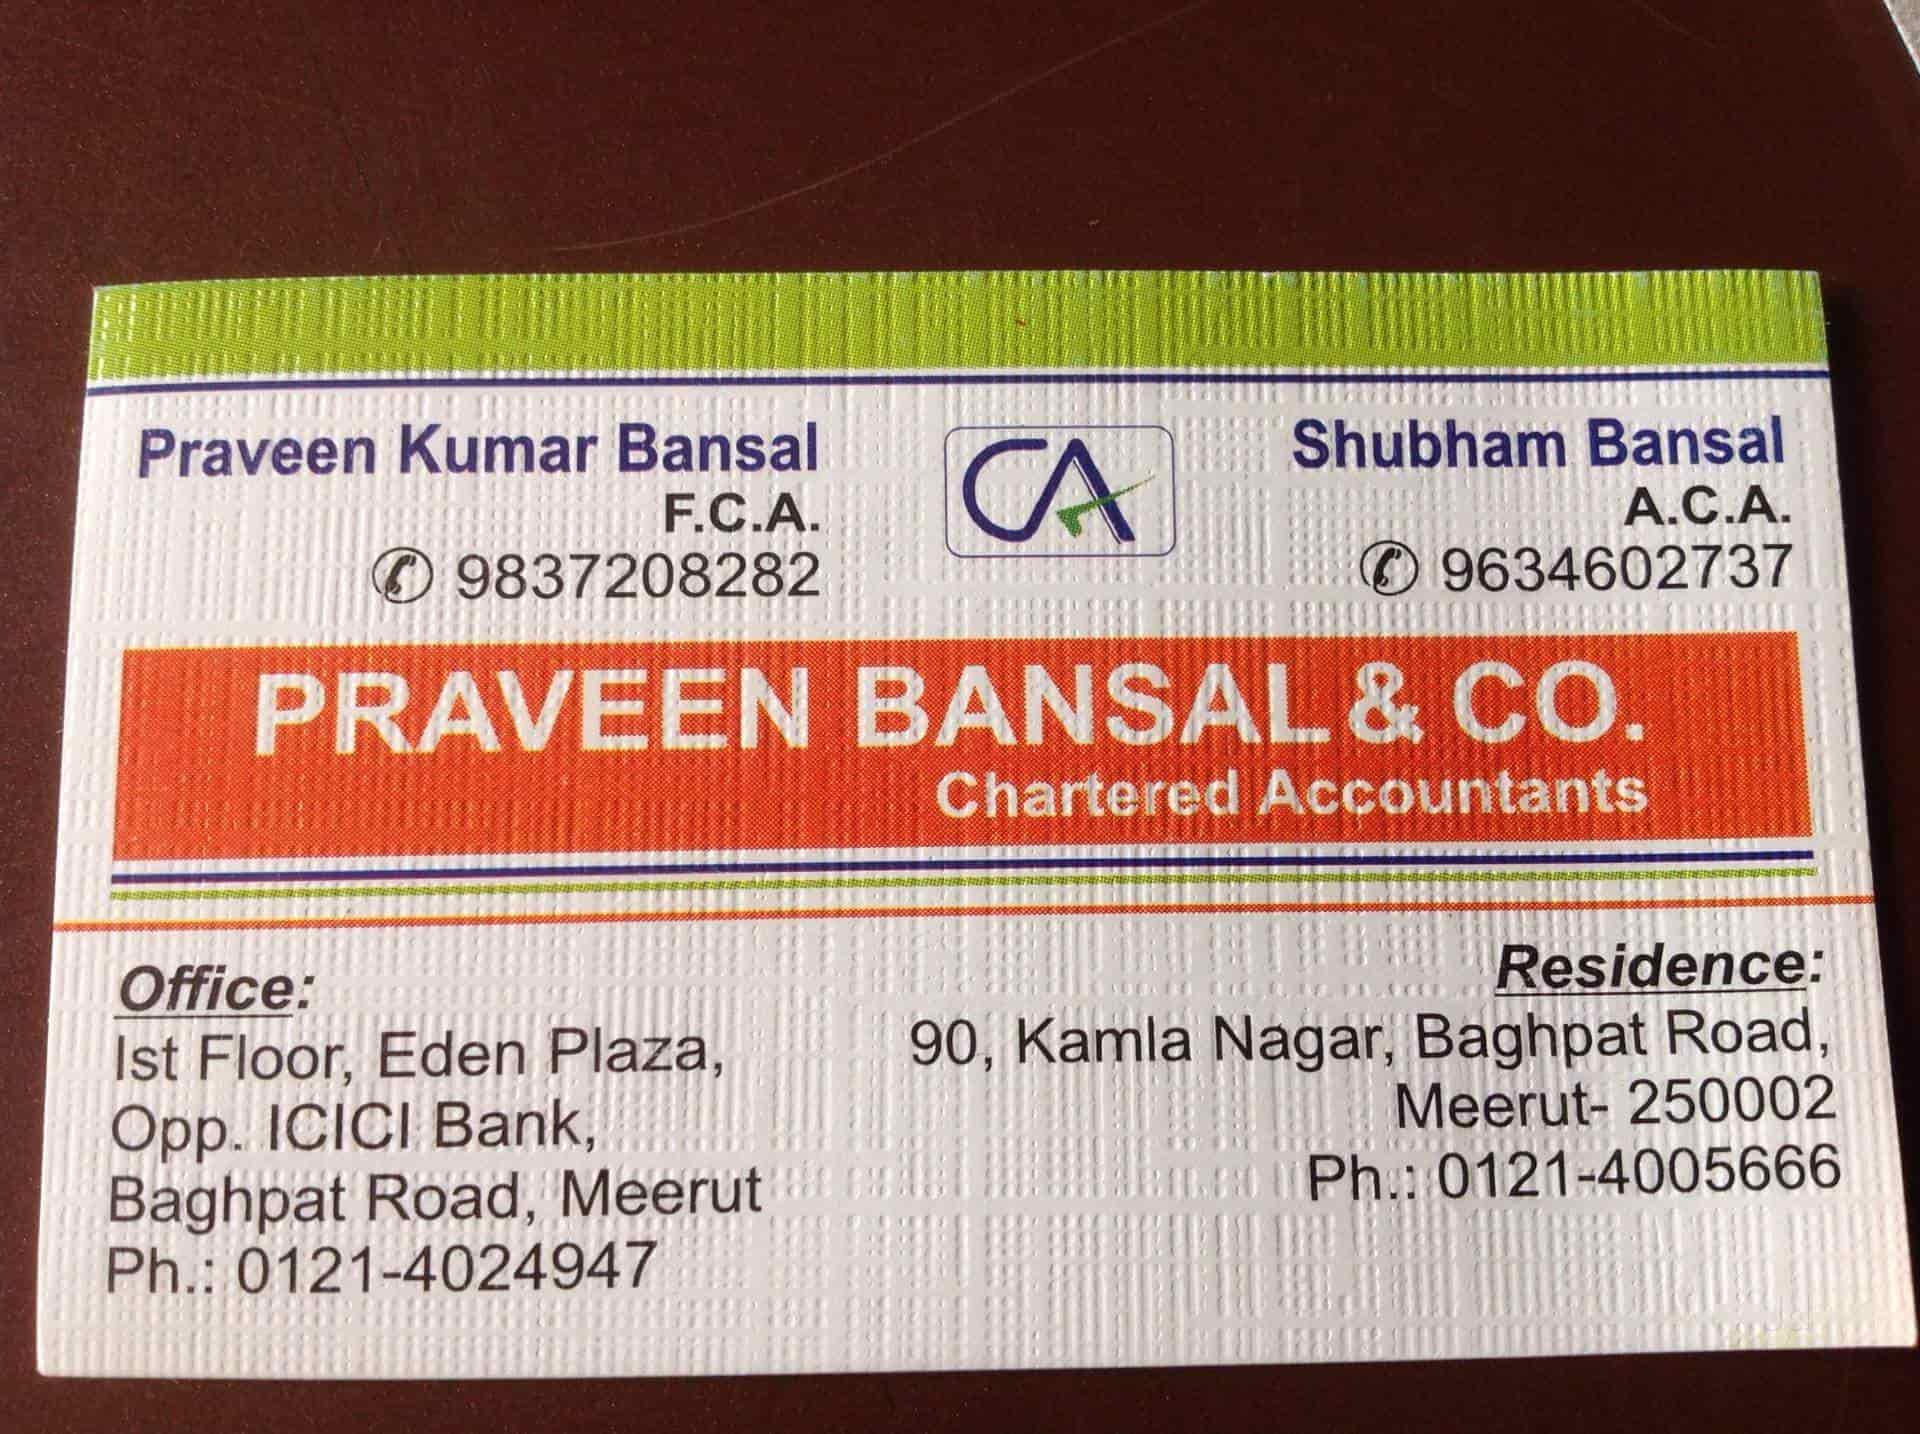 Praveen Kumar Bansal
F.C.A.
✆ 9837208282
CA
Shubham Bansal
A.C.A.
✆ 9634602737
PRAVEEN BANSAL & CO.
Chartered Accountants
Office:
Ist Floor, Eden Plaza,
Opp. ICICI Bank,
Baghpat Road, Meerut
Ph.: 0121-4024947
Residence:
90, Kamla Nagar, Baghpat Road,
Meerut- 250002
Ph.: 0121-4005666